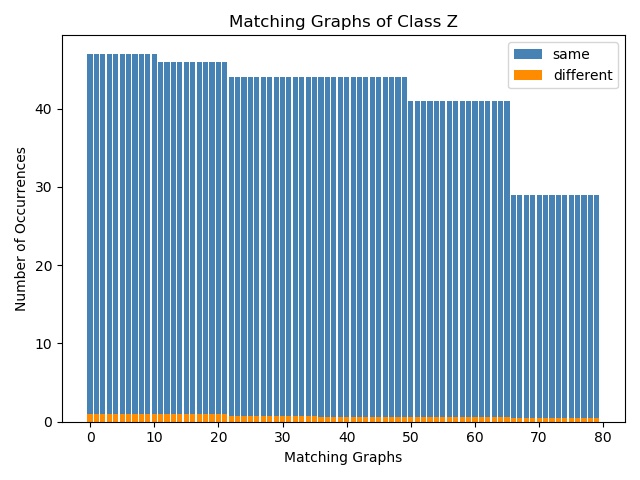 Matching Graphs of Class Z
same
different
Number of Occurrences
40
30
20
10
0
0 10 20 30 40 50 60 70 80
Matching Graphs